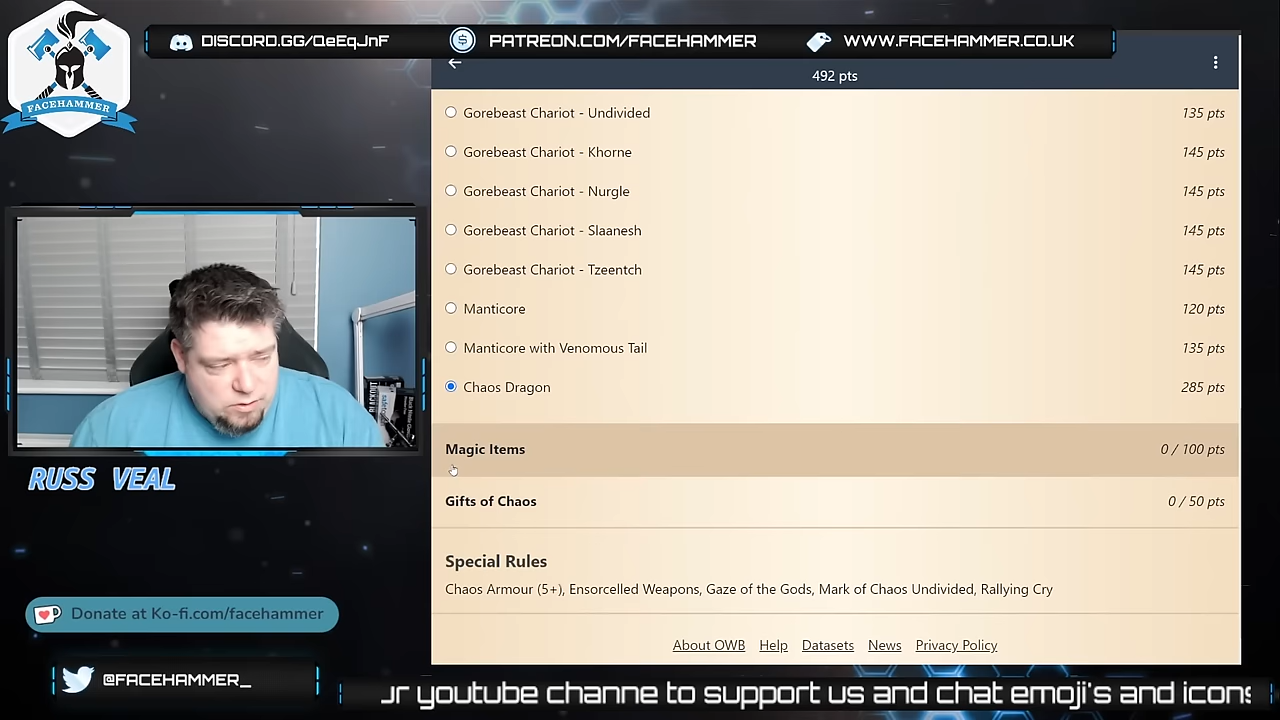 DISCORD.GG/QeEqJnF
PATREON.COM/FACEHAMMER
WWW.FACEHAMMER.CO.UK
FACEHAMMER
492 pts
Gorebeast Chariot - Undivided 135 pts
Gorebeast Chariot - Khorne 145 pts
Gorebeast Chariot - Nurgle 145 pts
Gorebeast Chariot - Slaanesh 145 pts
Gorebeast Chariot - Tzeentch 145 pts
Manticore 120 pts
Manticore with Venomous Tail 135 pts
Chaos Dragon 285 pts
Magic Items 0 / 100 pts
Gifts of Chaos 0 / 50 pts
Special Rules
Chaos Armour (5+), Ensorcelled Weapons, Gaze of the Gods, Mark of Chaos Undivided, Rallying Cry
About OWB Help Datasets News Privacy Policy
RUSS VEAL
Donate at Ko-fi.com/facehammer
@FACEHAMMER_
youtube channe to support us and chat emoji's and icons